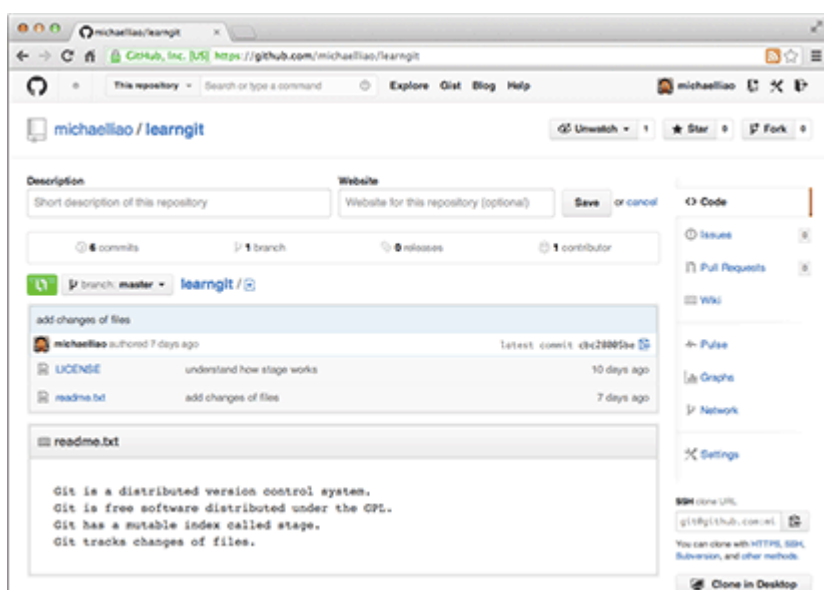 michaelliao/learngit
GitHub, Inc. [US] https://github.com/michaelliao/learngit
This repository Search or type a command Explore Gist Blog Help michaelliao
michaelliao / learngit Unwatch 1 Star 0 Fork 0
Description Website
Short description of this repository Website for this repository (optional) Save or cancel
6 commits 1 branch 0 releases 1 contributor
branch: master learngit /
add changes of files
michaelliao authored 7 days ago latest commit cbc28005be
LICENSE understand how stage works 10 days ago
readme.txt add changes of files 7 days ago
readme.txt
Git is a distributed version control system.
Git is free software distributed under the GPL.
Git has a mutable index called stage.
Git tracks changes of files.
Code
Issues 0
Pull Requests 0
Wiki
Pulse
Graphs
Network
Settings
SSH clone URL
git@github.com:mi
You can clone with HTTPS, SSH,
Subversion, and other methods.
Clone in Desktop